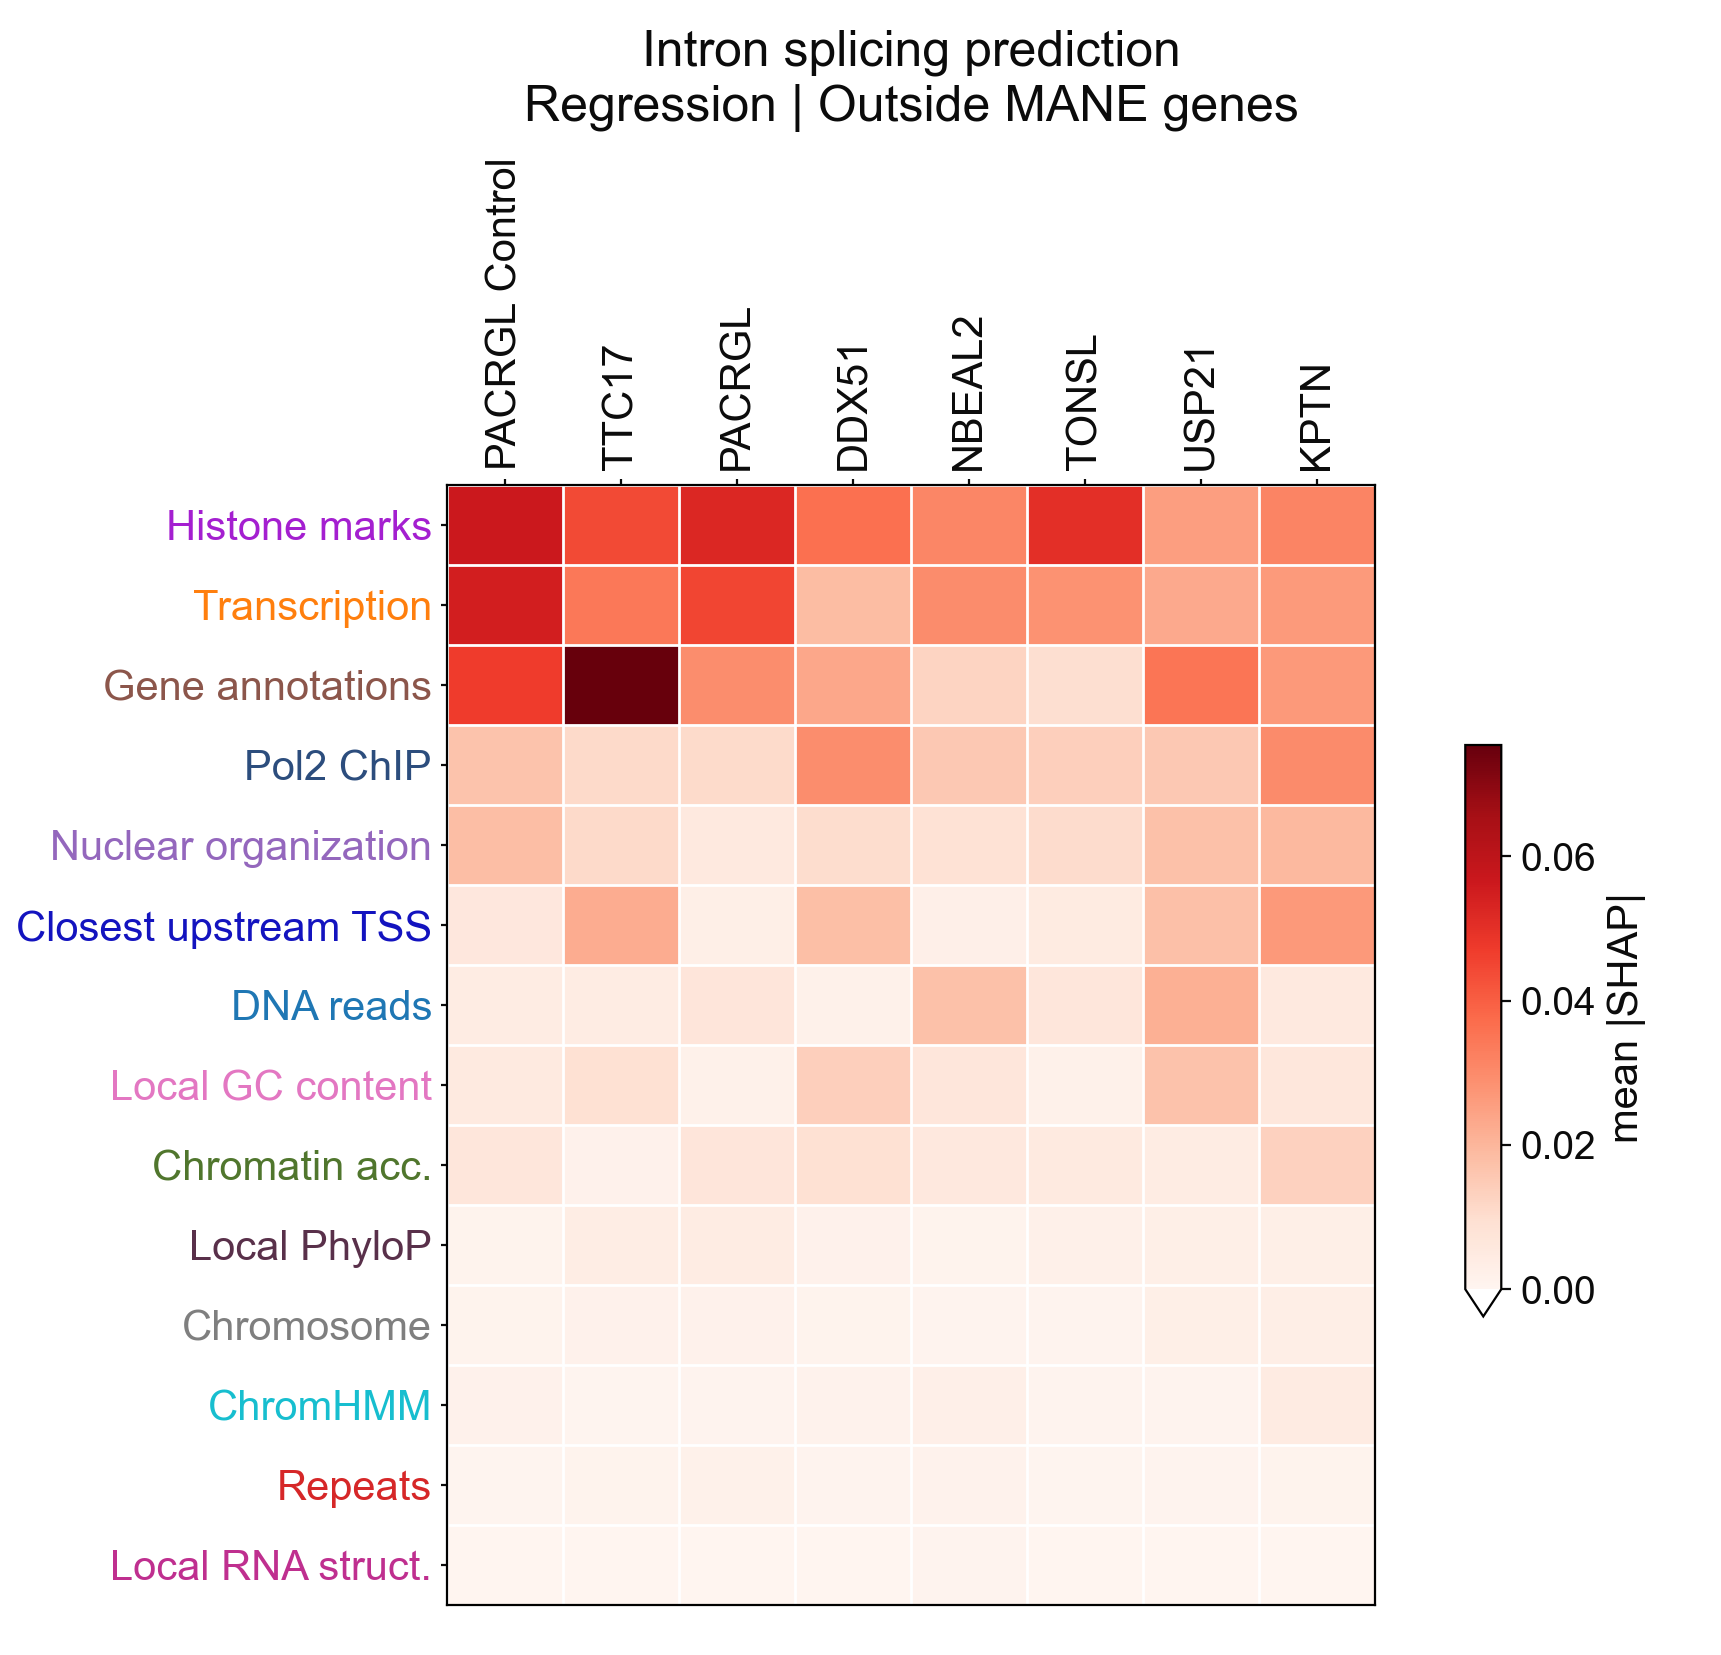 Intron splicing prediction
Regression | Outside MANE genes
PACRGL Control
TTC17
PACRGL
DDX51
NBEAL2
TONSL
USP21
KPTN
Histone marks
Transcription
Gene annotations
Pol2 ChIP
Nuclear organization
Closest upstream TSS
DNA reads
Local GC content
Chromatin acc.
Local PhyloP
Chromosome
ChromHMM
Repeats
Local RNA struct.
0.06
0.04
0.02
0.00
mean |SHAP|